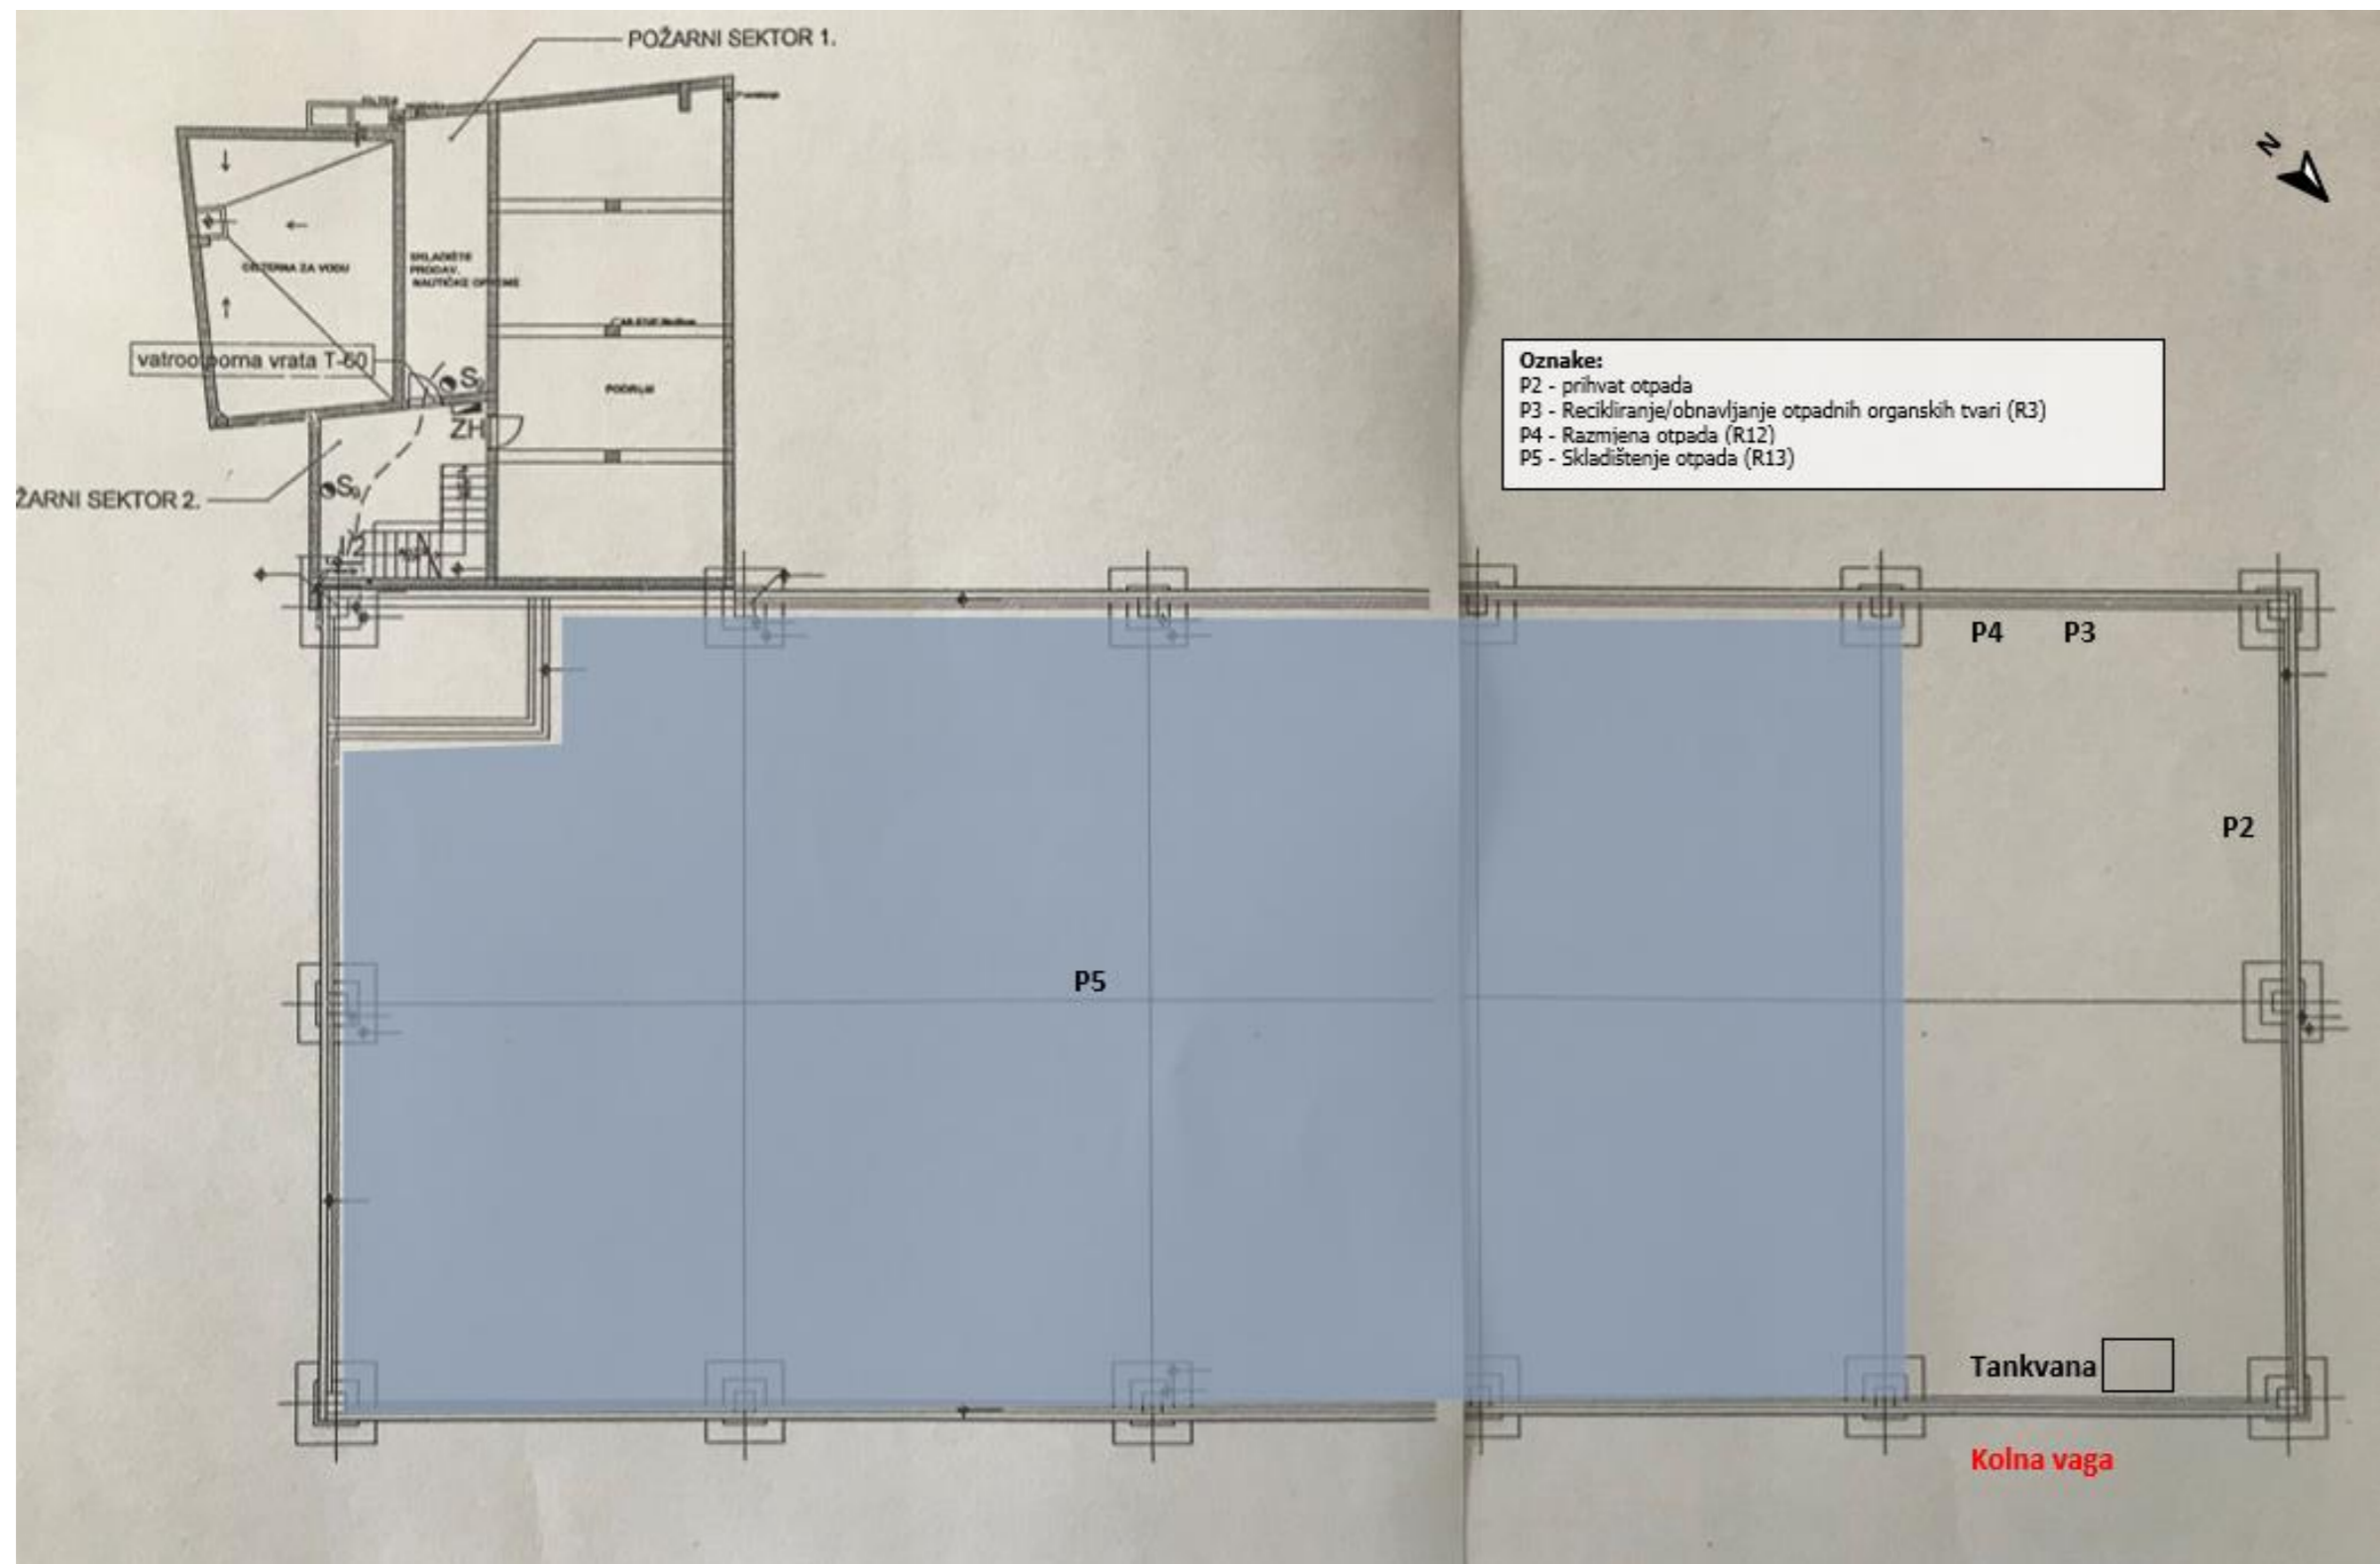 POŽARNI SEKTOR 1.
CISTERNA ZA VODU
SKLADIŠTE
PRODAV.
NAUTIČKE OPREME
vatrootporna vrata T-60
S9
ZH
PODRUM
ŽARNI SEKTOR 2.
S9
N
Oznake:
P2 - prihvat otpada
P3 - Recikliranje/obnavljanje otpadnih organskih tvari (R3)
P4 - Razmjena otpada (R12)
P5 - Skladištenje otpada (R13)
P4 P3
P2
P5
Tankvana
Kolna vaga